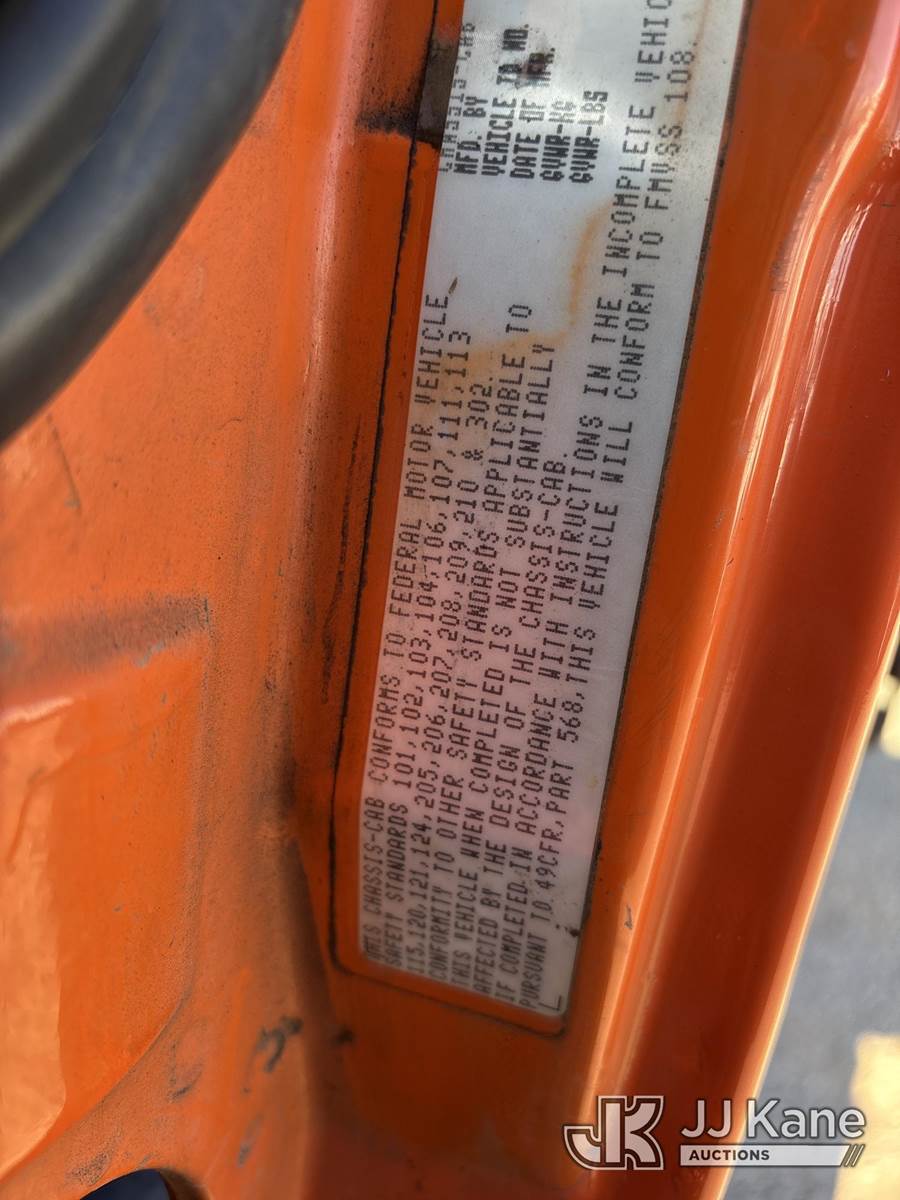 THIS CHASSIS-CAB CONFORMS TO FEDERAL MOTOR VEHICLE
SAFETY STANDARDS 101,102,103,104,106,107,111,113
115,120,121,124,205,206,207,208,209,210 & 302.
CONFORMITY TO OTHER SAFETY STANDARDS APPLICABLE TO
THIS VEHICLE WHEN COMPLETED IS NOT SUBSTANTIALLY
AFFECTED BY THE DESIGN OF THE CHASSIS-CAB.
IF COMPLETED IN ACCORDANCE WITH INSTRUCTIONS IN THE INCOMPLETE VEHIC
PURSUANT TO 49CFR,PART 568,THIS VEHICLE WILL CONFORM TO FMVSS 108.
CHASSIS-CAB
MFD. BY
VEHICLE ID NO.
DATE OF MFR.
GVWR-KG
GVWR-LBS
JK JJ Kane
AUCTIONS